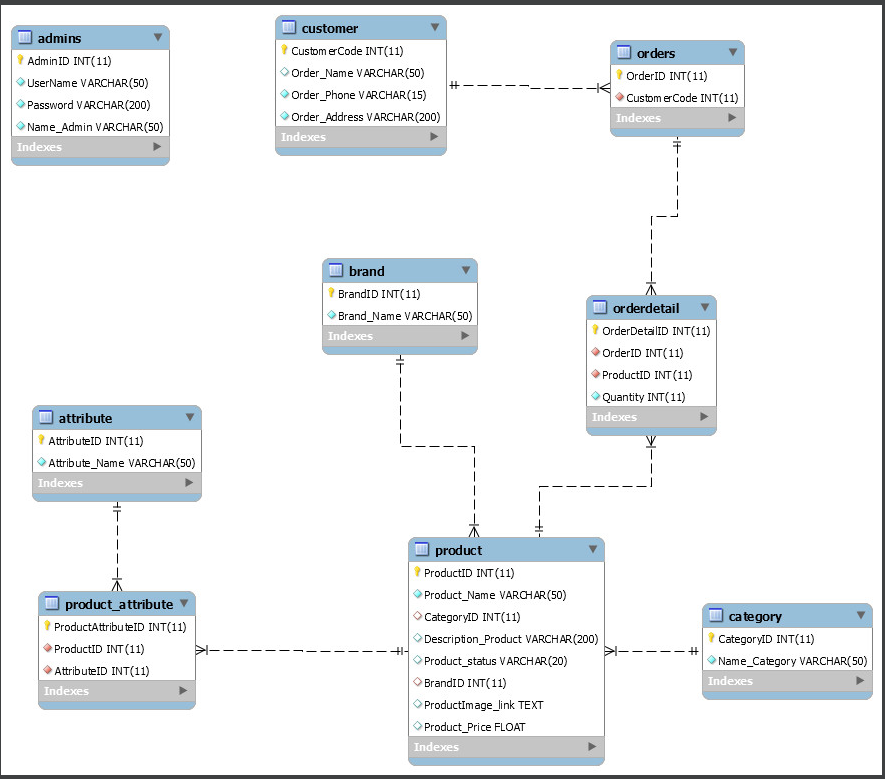 admins
AdminID INT(11)
UserName VARCHAR(50)
Password VARCHAR(200)
Name_Admin VARCHAR(50)
Indexes
customer
CustomerCode INT(11)
Order_Name VARCHAR(50)
Order_Phone VARCHAR(15)
Order_Address VARCHAR(200)
Indexes
orders
OrderID INT(11)
CustomerCode INT(11)
Indexes
brand
BrandID INT(11)
Brand_Name VARCHAR(50)
Indexes
orderdetail
OrderDetailID INT(11)
OrderID INT(11)
ProductID INT(11)
Quantity INT(11)
Indexes
attribute
AttributeID INT(11)
Attribute_Name VARCHAR(50)
Indexes
product_attribute
ProductAttributeID INT(11)
ProductID INT(11)
AttributeID INT(11)
Indexes
product
ProductID INT(11)
Product_Name VARCHAR(50)
CategoryID INT(11)
Description_Product VARCHAR(200)
Product_status VARCHAR(20)
BrandID INT(11)
ProductImage_link TEXT
Product_Price FLOAT
Indexes
category
CategoryID INT(11)
Name_Category VARCHAR(50)
Indexes